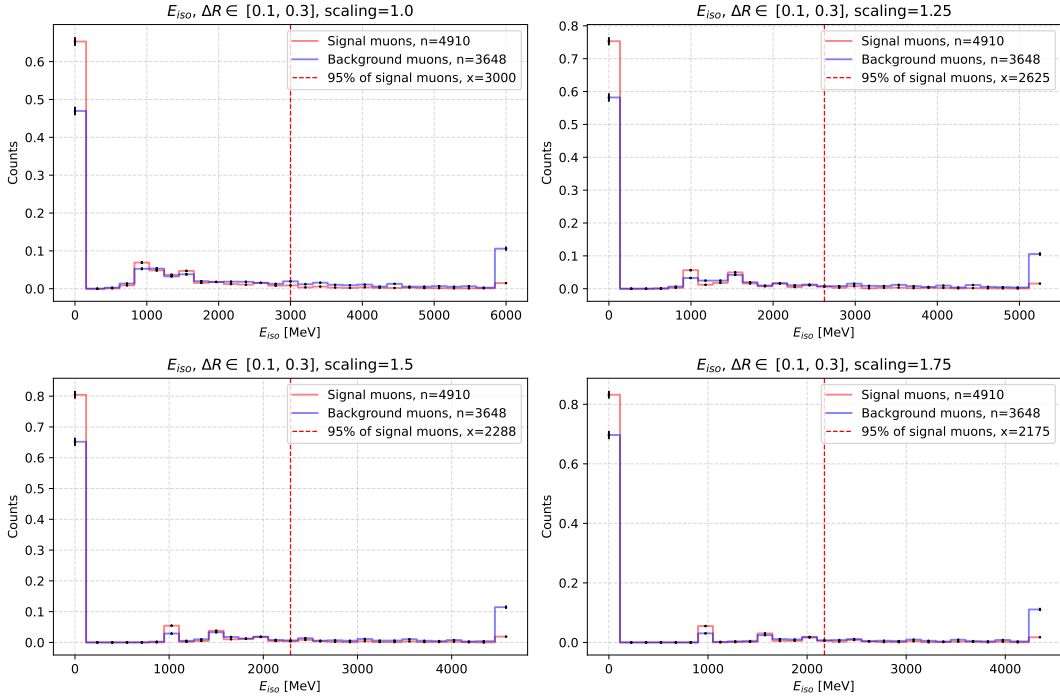 E_iso, ΔR ∈ [0.1, 0.3], scaling=1.0
Counts
0.6
0.5
0.4
0.3
0.2
0.1
0.0
Signal muons, n=4910
Background muons, n=3648
95% of signal muons, x=3000
0 1000 2000 3000 4000 5000 6000
E_iso [MeV]
E_iso, ΔR ∈ [0.1, 0.3], scaling=1.25
Counts
0.8
0.7
0.6
0.5
0.4
0.3
0.2
0.1
0.0
Signal muons, n=4910
Background muons, n=3648
95% of signal muons, x=2625
0 1000 2000 3000 4000 5000
E_iso [MeV]
E_iso, ΔR ∈ [0.1, 0.3], scaling=1.5
Counts
0.8
0.7
0.6
0.5
0.4
0.3
0.2
0.1
0.0
Signal muons, n=4910
Background muons, n=3648
95% of signal muons, x=2288
0 1000 2000 3000 4000
E_iso [MeV]
E_iso, ΔR ∈ [0.1, 0.3], scaling=1.75
Counts
0.8
0.6
0.4
0.2
0.0
Signal muons, n=4910
Background muons, n=3648
95% of signal muons, x=2175
0 1000 2000 3000 4000
E_iso [MeV]